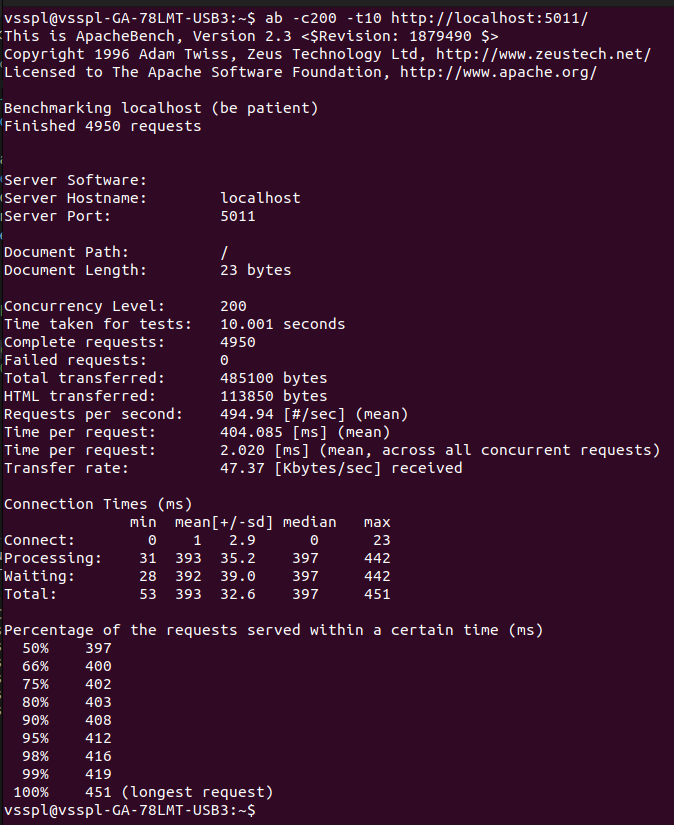 vsspl@vsspl-GA-78LMT-USB3:~$ ab -c200 -t10 http://localhost:5011/
This is ApacheBench, Version 2.3 <$Revision: 1879490 $>
Copyright 1996 Adam Twiss, Zeus Technology Ltd, http://www.zeustech.net/
Licensed to The Apache Software Foundation, http://www.apache.org/

Benchmarking localhost (be patient)
Finished 4950 requests


Server Software:
Server Hostname:        localhost
Server Port:            5011

Document Path:          /
Document Length:        23 bytes

Concurrency Level:      200
Time taken for tests:   10.001 seconds
Complete requests:      4950
Failed requests:        0
Total transferred:      485100 bytes
HTML transferred:       113850 bytes
Requests per second:    494.94 [#/sec] (mean)
Time per request:       404.085 [ms] (mean)
Time per request:       2.020 [ms] (mean, across all concurrent requests)
Transfer rate:          47.37 [Kbytes/sec] received

Connection Times (ms)
              min  mean[+/-sd] median   max
Connect:        0    1   2.9      0      23
Processing:    31  393  35.2    397     442
Waiting:       28  392  39.0    397     442
Total:         53  393  32.6    397     451

Percentage of the requests served within a certain time (ms)
  50%    397
  66%    400
  75%    402
  80%    403
  90%    408
  95%    412
  98%    416
  99%    419
 100%    451 (longest request)
vsspl@vsspl-GA-78LMT-USB3:~$